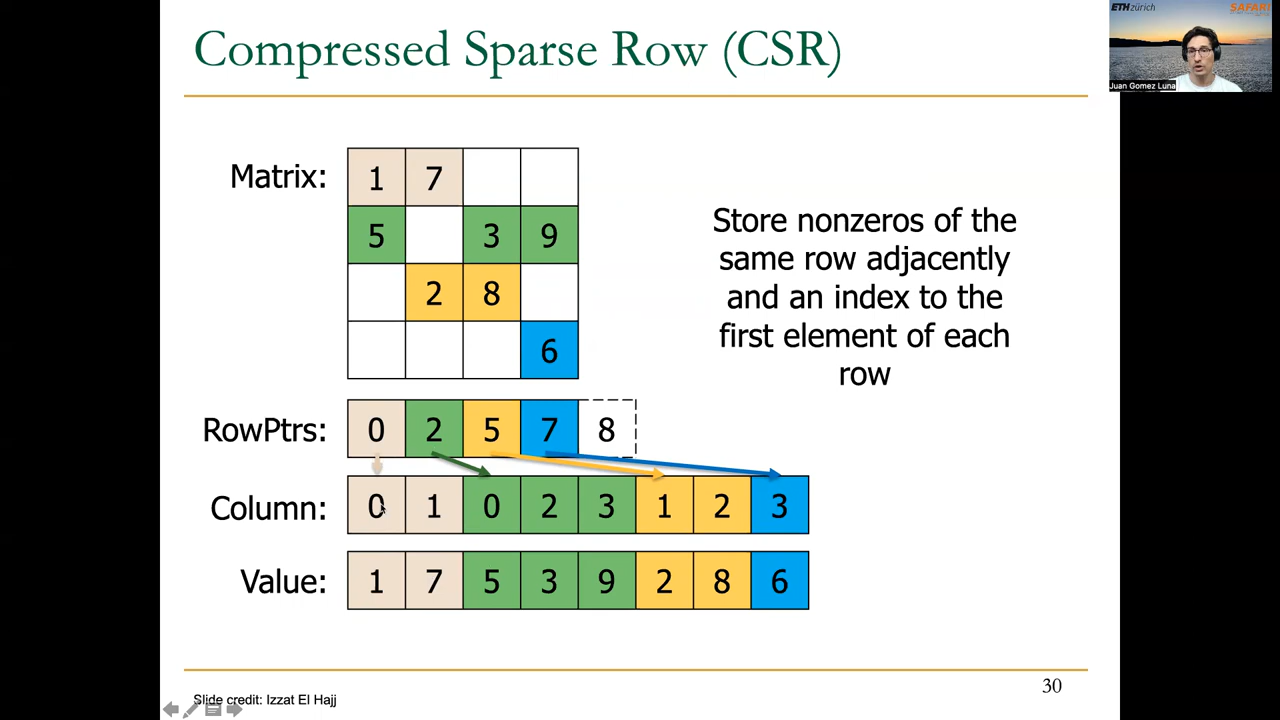 Compressed Sparse Row (CSR)
ETH zürich
SAFARI
Juan Gomez Luna
Matrix:
1 7
5 3 9
2 8
6
Store nonzeros of the
same row adjacently
and an index to the
first element of each
row
RowPtrs: 0 2 5 7 8
Column: 0 1 0 2 3 1 2 3
Value: 1 7 5 3 9 2 8 6
Slide credit: Izzat El Hajj
30